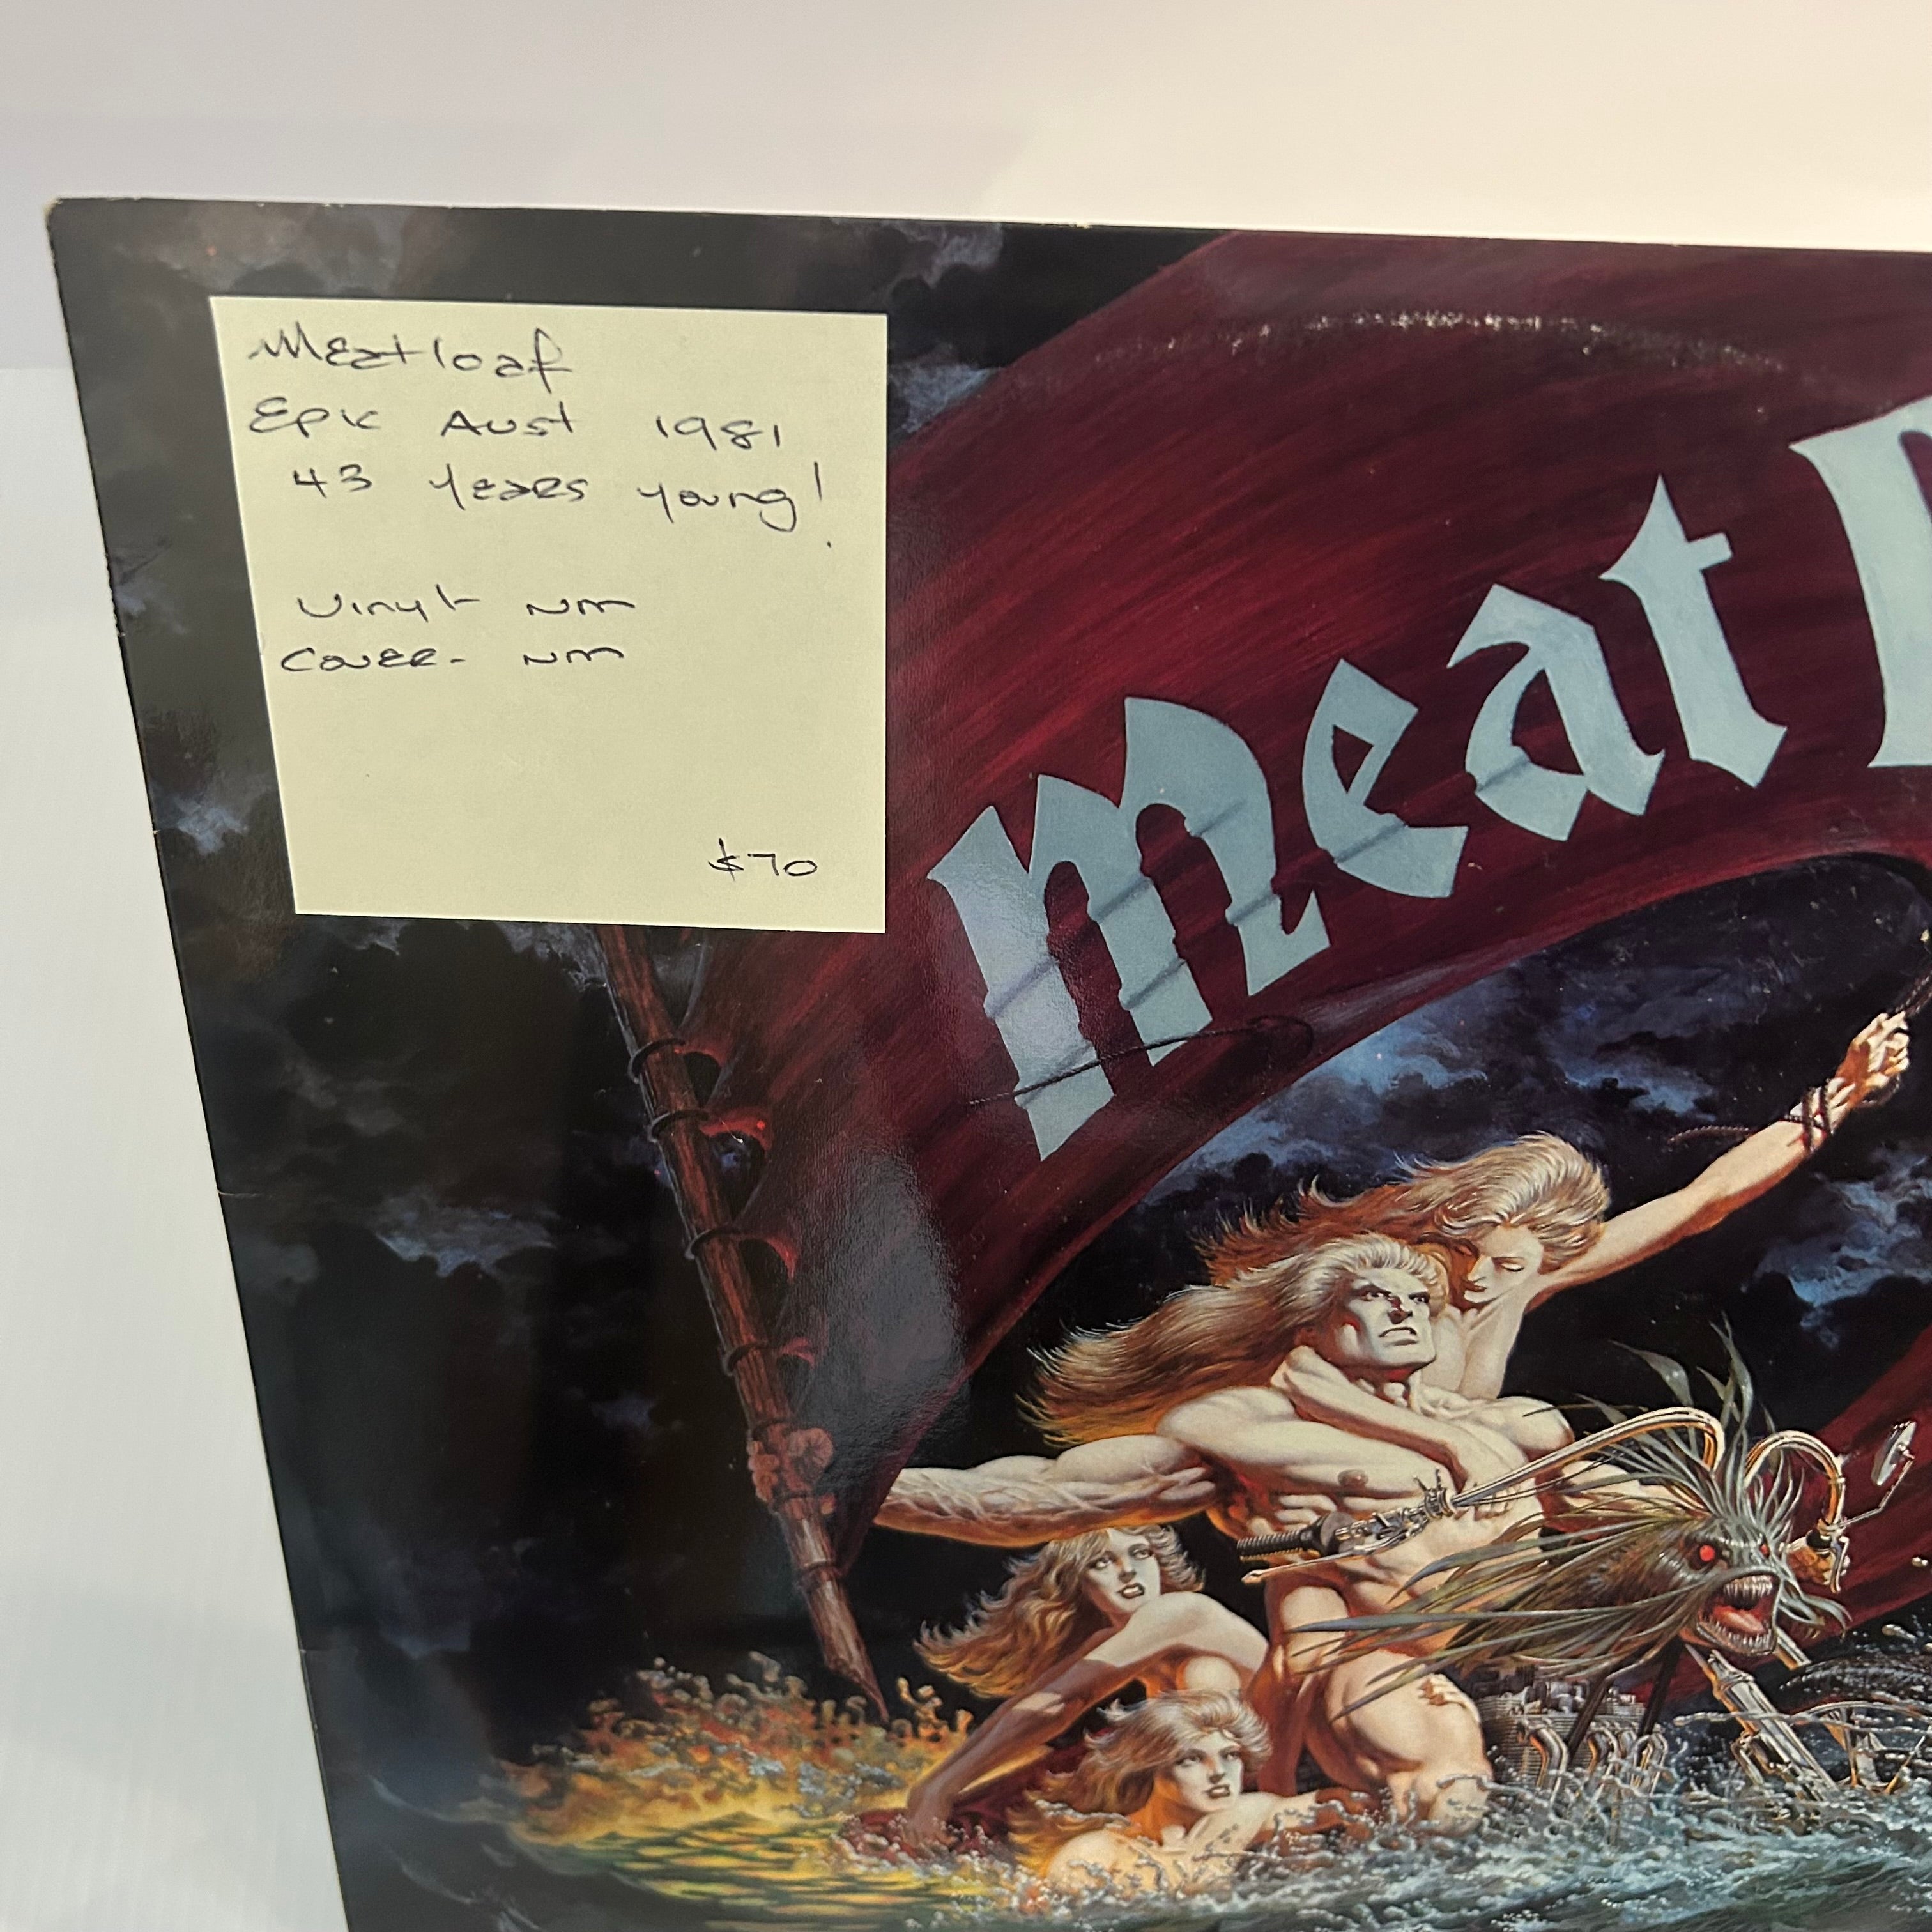 Meatloaf
Epic Aust 1981
43 Years young!
Vinyl- NM
Cover- NM
$70
Meat